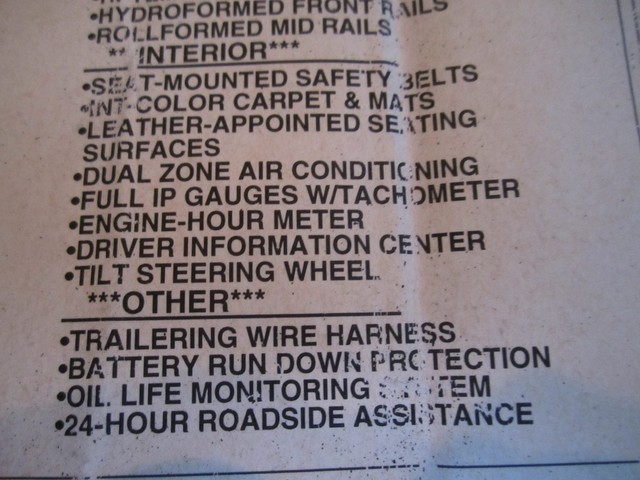 •HYDROFORMED FRONT RAILS
•ROLLFORMED MID RAILS
***INTERIOR***
•SEAT-MOUNTED SAFETY BELTS
•INT-COLOR CARPET & MATS
•LEATHER-APPOINTED SEATING
SURFACES
•DUAL ZONE AIR CONDITIONING
•FULL IP GAUGES W/TACHOMETER
•ENGINE-HOUR METER
•DRIVER INFORMATION CENTER
•TILT STEERING WHEEL
***OTHER***
•TRAILERING WIRE HARNESS
•BATTERY RUN DOWN PROTECTION
•OIL LIFE MONITORING SYSTEM
•24-HOUR ROADSIDE ASSISTANCE